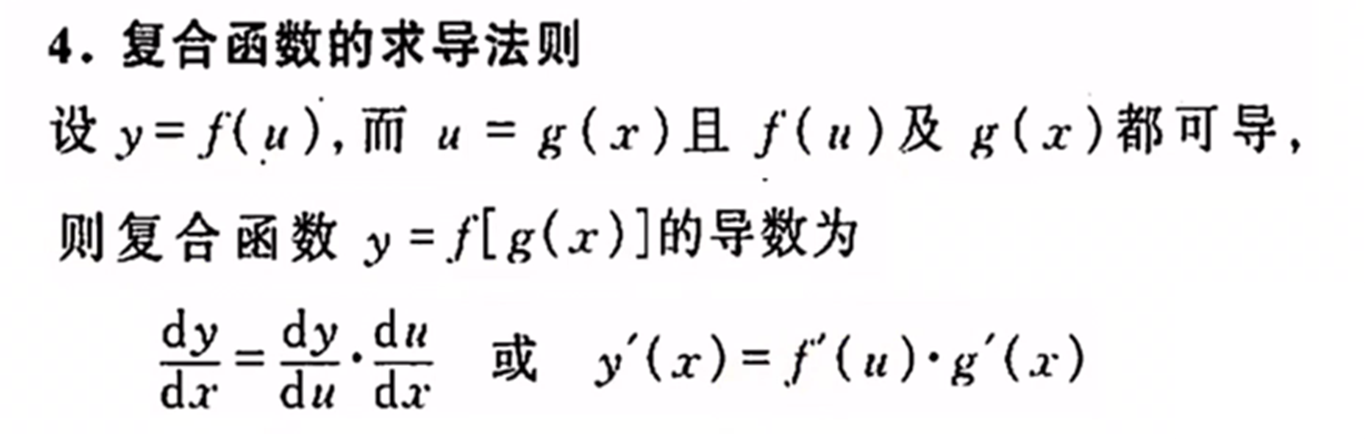 4. 复合函数的求导法则
设 y = f(u), 而 u = g(x)且 f(u)及 g(x)都可导,
则复合函数 y = f[g(x)]的导数为
dy/dx = dy/du · du/dx 或 y′(x) = f′(u)·g′(x)